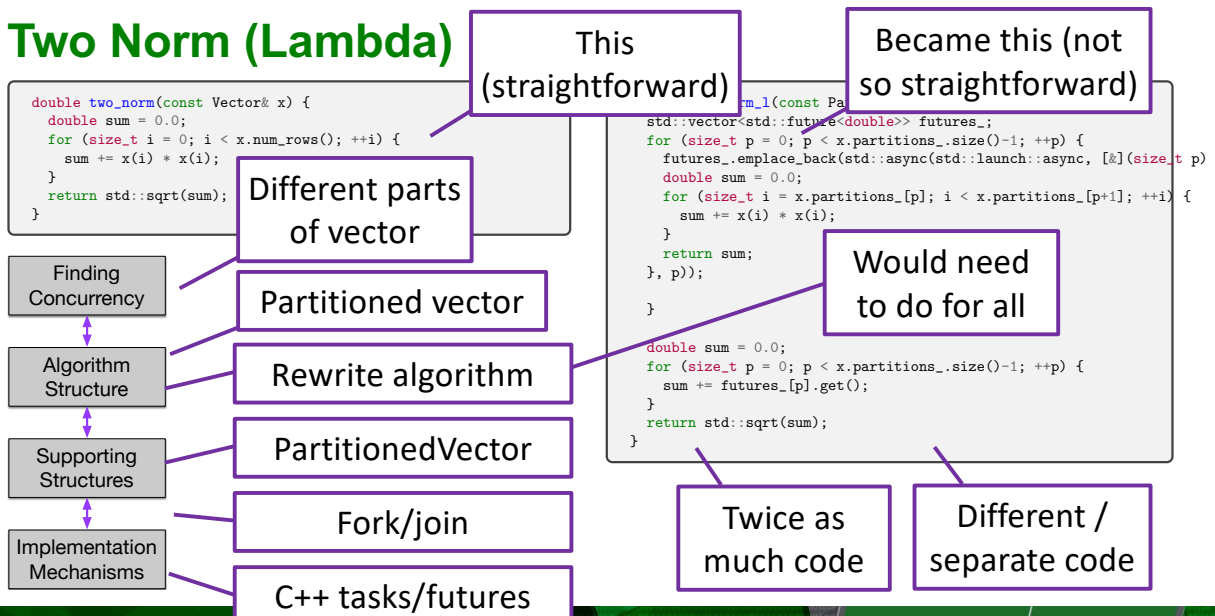 Two Norm (Lambda)
This
(straightforward)
Became this (not
so straightforward)
double two_norm(const Vector& x) {
  double sum = 0.0;
  for (size_t i = 0; i < x.num_rows(); ++i) {
    sum += x(i) * x(i);
  }
  return std::sqrt(sum);
}
rm_l(const Pa
  std::vector<std::future<double>> futures_;
  for (size_t p = 0; p < x.partitions_.size()-1; ++p) {
    futures_.emplace_back(std::async(std::launch::async, [&](size_t p)
    double sum = 0.0;
    for (size_t i = x.partitions_[p]; i < x.partitions_[p+1]; ++i) {
      sum += x(i) * x(i);
    }
    return sum;
  }, p));
  }
  double sum = 0.0;
  for (size_t p = 0; p < x.partitions_.size()-1; ++p) {
    sum += futures_[p].get();
  }
  return std::sqrt(sum);
}
Different parts
of vector
Finding
Concurrency
Partitioned vector
Would need
to do for all
Algorithm
Structure
Rewrite algorithm
Supporting
Structures
PartitionedVector
Fork/join
Implementation
Mechanisms
C++ tasks/futures
Twice as
much code
Different /
separate code